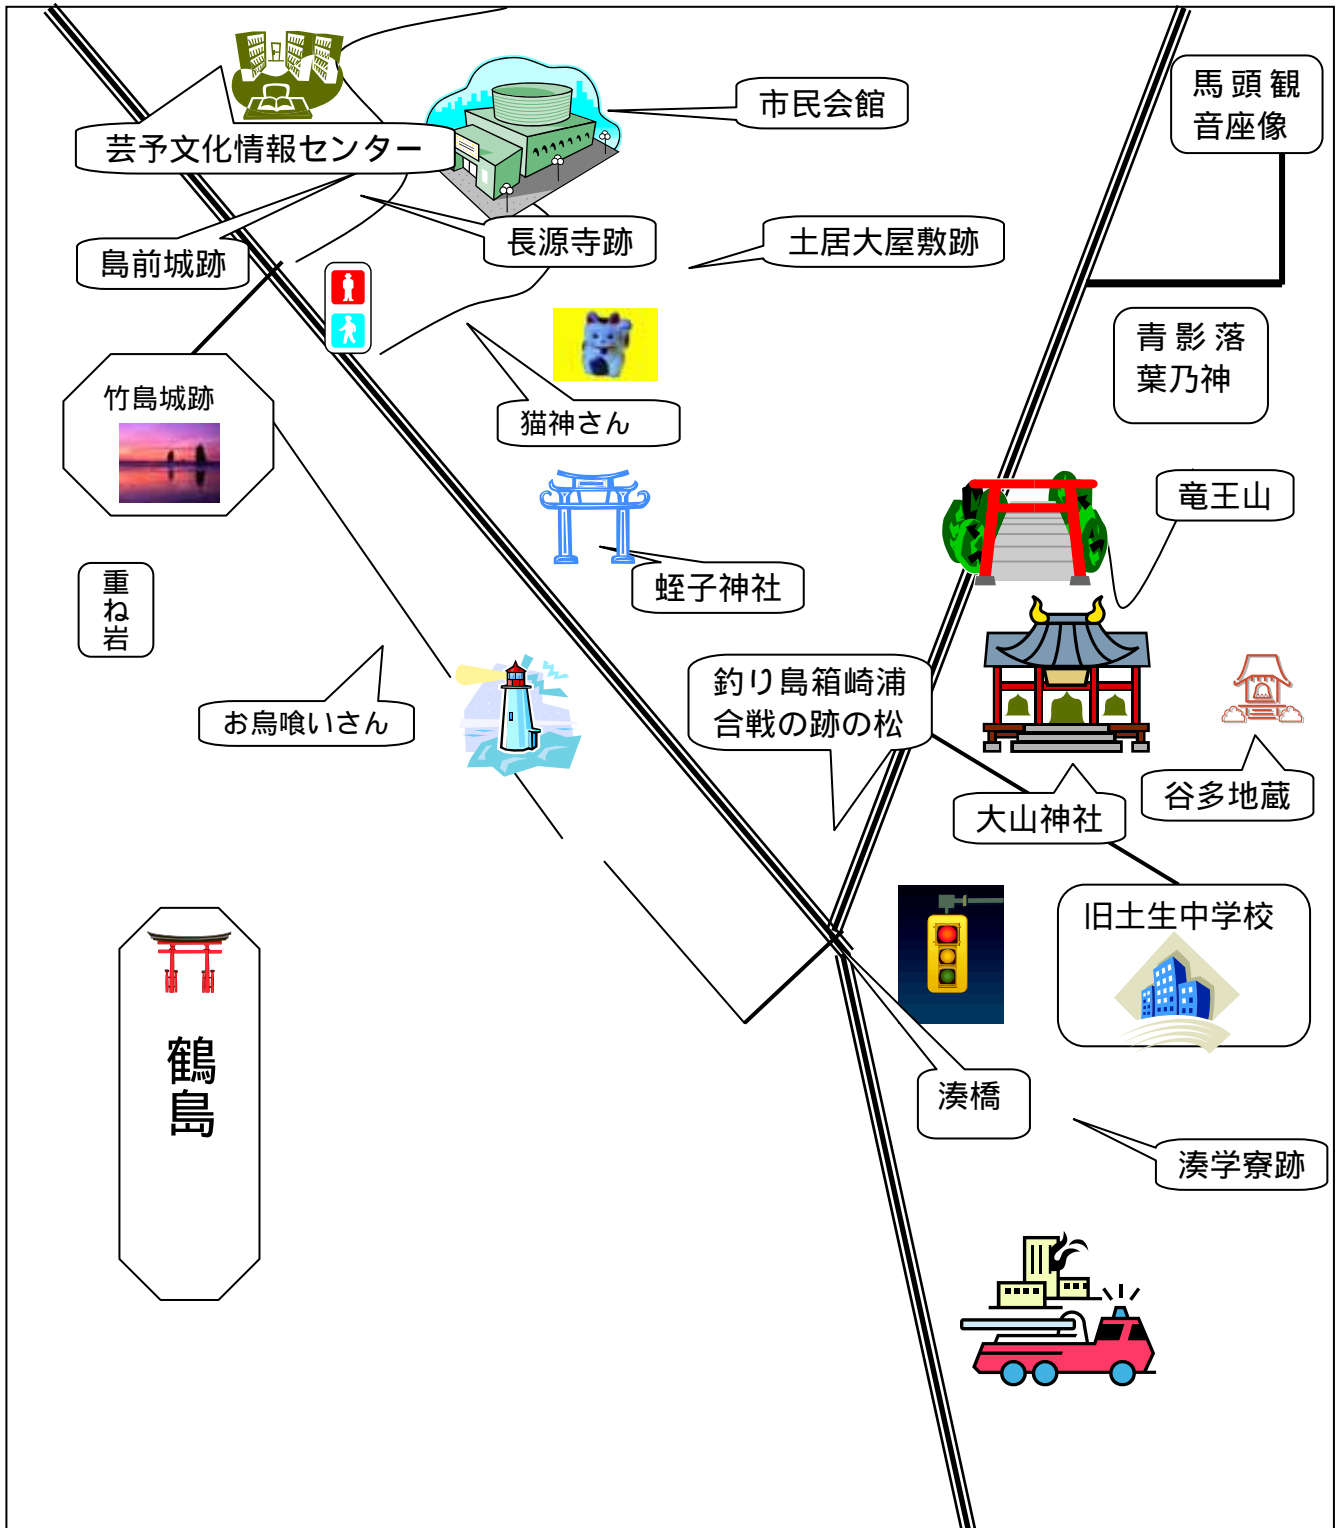 市民会館
馬頭観
音座像
芸予文化情報センター
島前城跡
長源寺跡
土居大屋敷跡
青影落
葉乃神
竹島城跡
猫神さん
竜王山
重ね岩
蛭子神社
お鳥喰いさん
釣り島箱崎浦
合戦の跡の松
谷多地蔵
大山神社
旧土生中学校
鶴島
湊橋
湊学寮跡